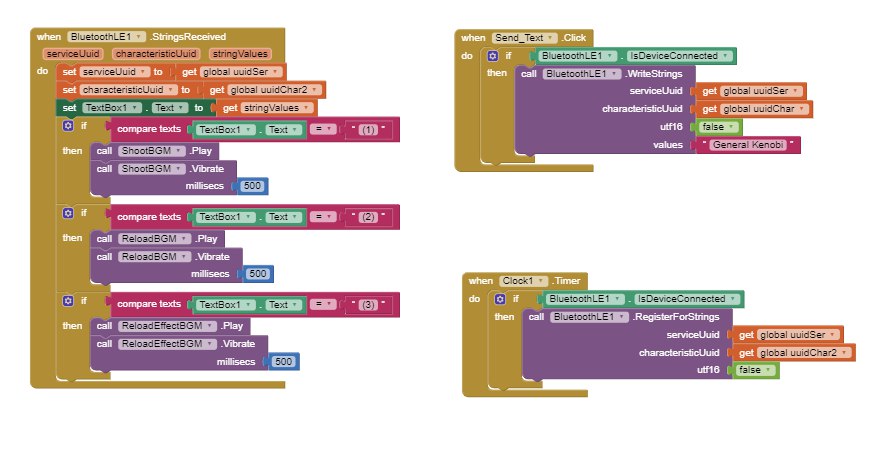 when BluetoothLE1 .StringsReceived
serviceUuid characteristicUuid stringValues
do set serviceUuid to get global uuidSer
set characteristicUuid to get global uuidChar2
set TextBox1 . Text to get stringValues
if compare texts TextBox1 . Text = " (1) "
then call ShootBGM .Play
call ShootBGM .Vibrate
millisecs 500
if compare texts TextBox1 . Text = " (2) "
then call ReloadBGM .Play
call ReloadBGM .Vibrate
millisecs 500
if compare texts TextBox1 . Text = " (3) "
then call ReloadEffectBGM .Play
call ReloadEffectBGM .Vibrate
millisecs 500
when Send_Text .Click
do if BluetoothLE1 . IsDeviceConnected
then call BluetoothLE1 .WriteStrings
serviceUuid get global uuidSer
characteristicUuid get global uuidChar
utf16 false
values " General Kenobi "
when Clock1 .Timer
do if BluetoothLE1 . IsDeviceConnected
then call BluetoothLE1 .RegisterForStrings
serviceUuid get global uuidSer
characteristicUuid get global uuidChar2
utf16 false